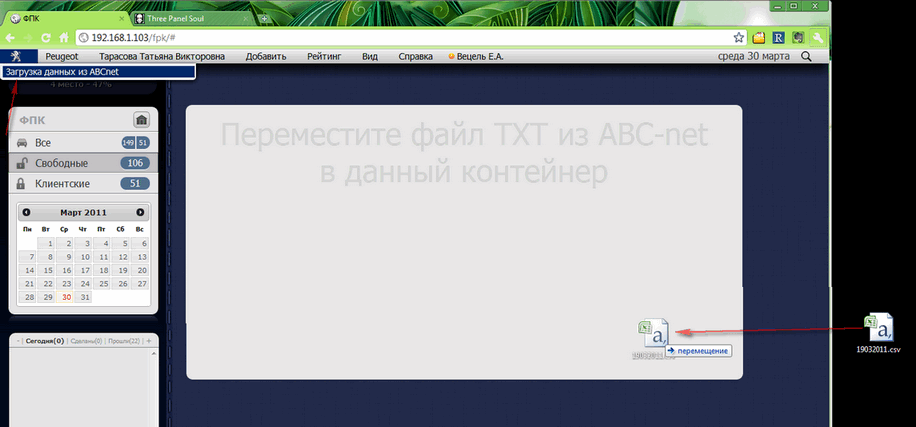 ФПК
Three Panel Soul
192.168.1.103/fpk/#
Peugeot
Тарасова Татьяна Викторовна
Добавить
Рейтинг
Вид
Справка
Вецель Е.А.
среда 30 марта
Загрузка данных из ABCnet
4 место - 47%
ФПК
Все 149 51
Свободные 106
Клиентские 51
Март 2011
Пн Вт Ср Чт Пт Сб Вс
1 2 3 4 5 6
7 8 9 10 11 12 13
14 15 16 17 18 19 20
21 22 23 24 25 26 27
28 29 30 31
- Сегодня(0) Сделаны(0) Прошли(22) +
Переместите файл TXT из ABC-net
в данный контейнер
a,
перемещение
a,
19032011.csv